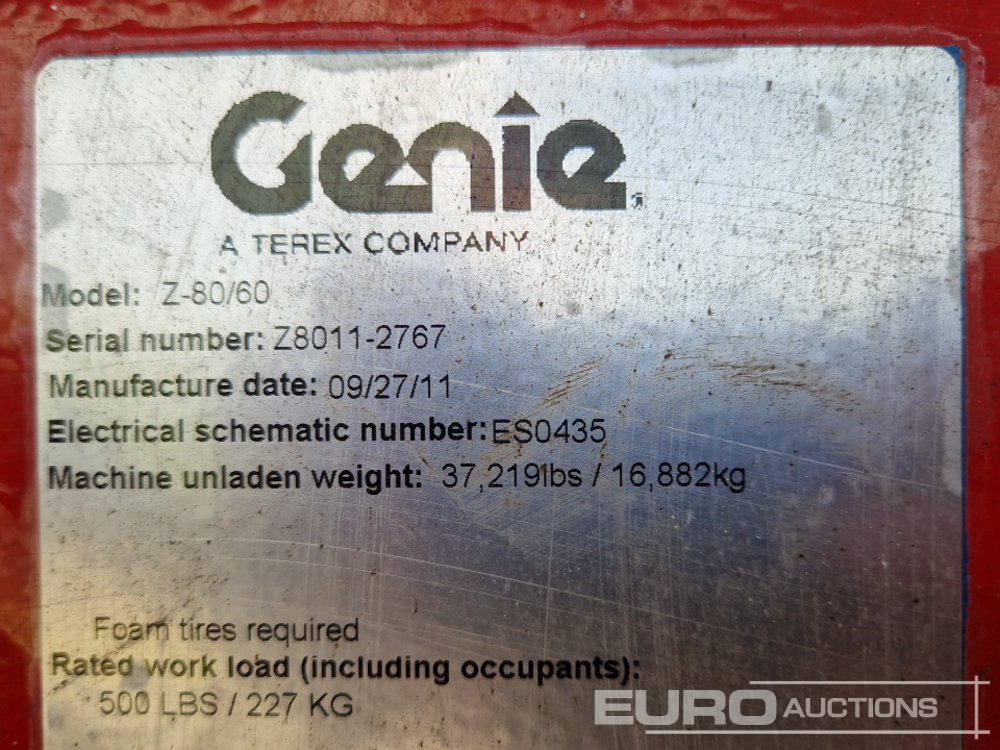 Genie
A TEREX COMPANY
Model: Z-80/60
Serial number: Z8011-2767
Manufacture date: 09/27/11
Electrical schematic number: ES0435
Machine unladen weight: 37,219lbs / 16,882kg
Foam tires required
Rated work load (including occupants):
500 LBS / 227 KG
EURO AUCTIONS